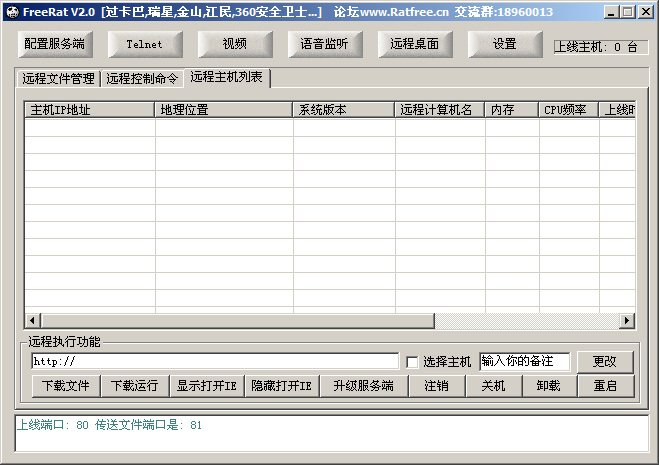 FreeRat V2.0 [过卡巴,瑞星,金山,江民,360安全卫士...] 论坛www.Ratfree.cn 交流群:18960013
配置服务端 Telnet 视频 语音监听 远程桌面 设置 上线主机: 0 台
远程文件管理 远程控制命令 远程主机列表
主机IP地址 地理位置 系统版本 远程计算机名 内存 CPU频率 上线时
远程执行功能
http:// 选择主机 输入你的备注 更改
下载文件 下载运行 显示打开IE 隐藏打开IE 升级服务端 注销 关机 卸载 重启
上线端口: 80 传送文件端口是: 81